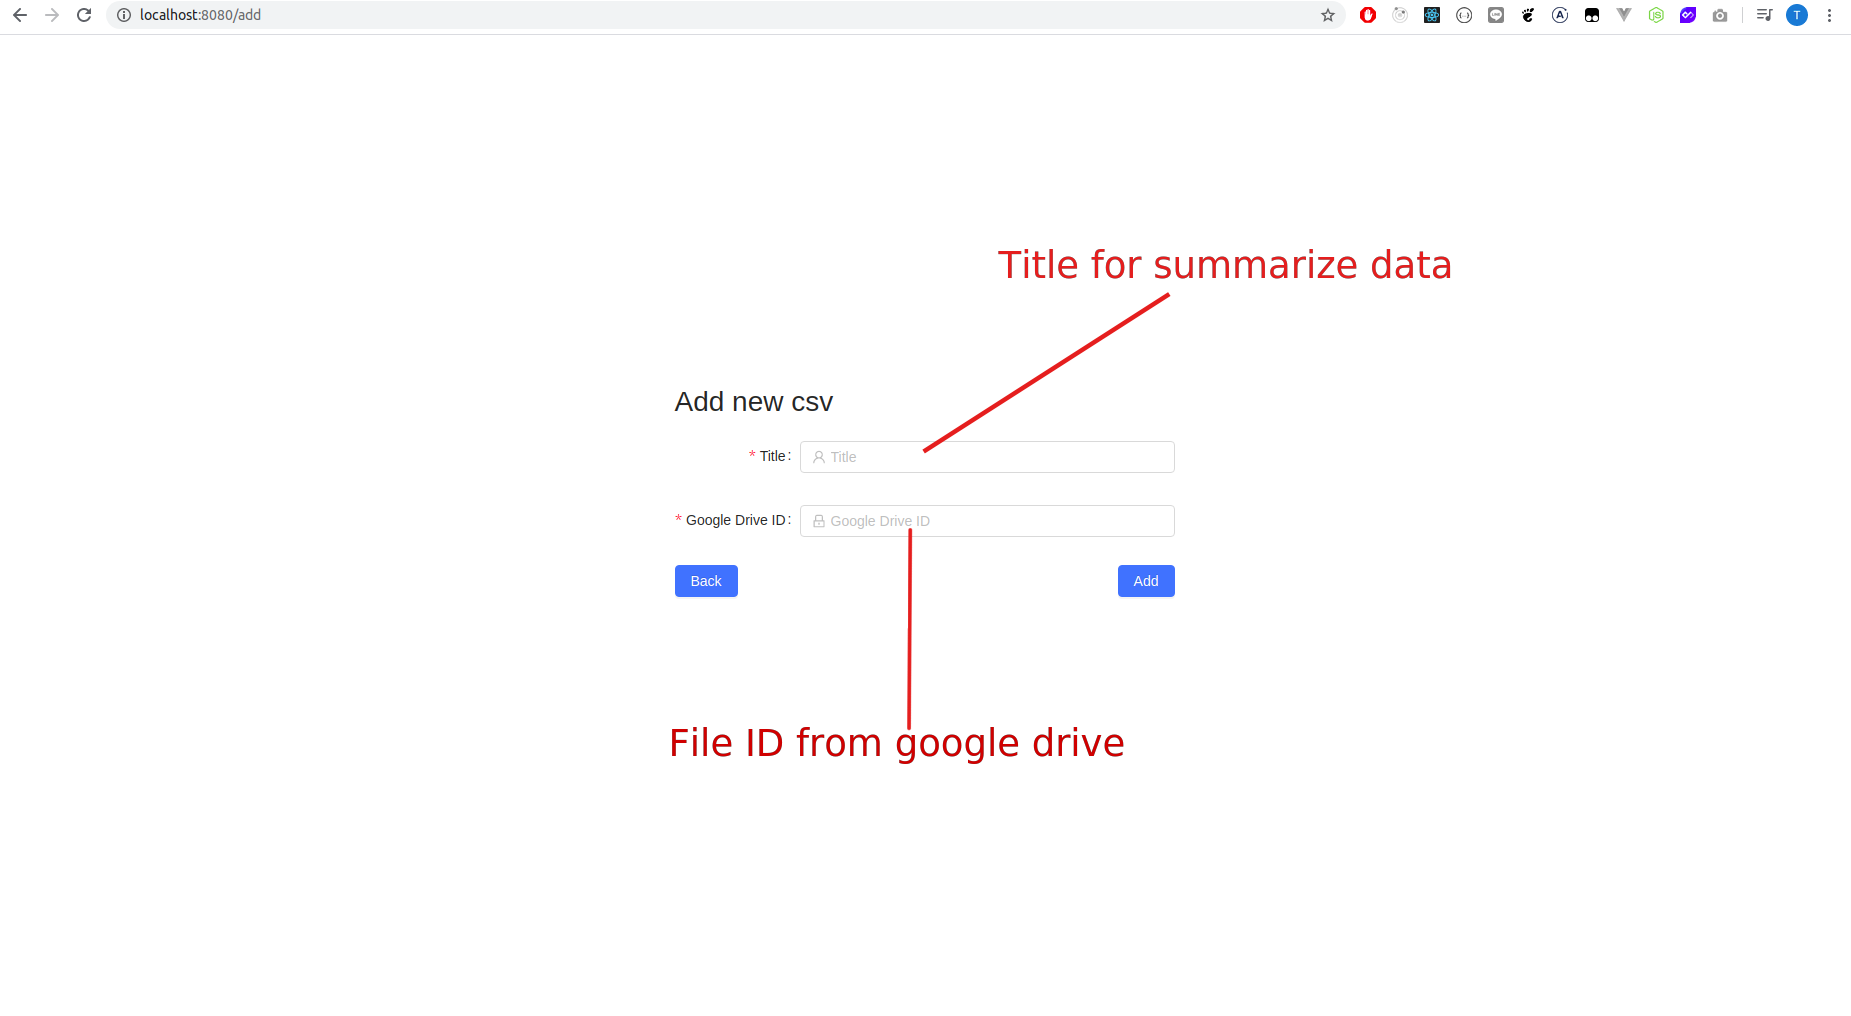 localhost:8080/add
T
Title for summarize data
Add new csv
* Title:
Title
* Google Drive ID:
Google Drive ID
Back
Add
File ID from google drive